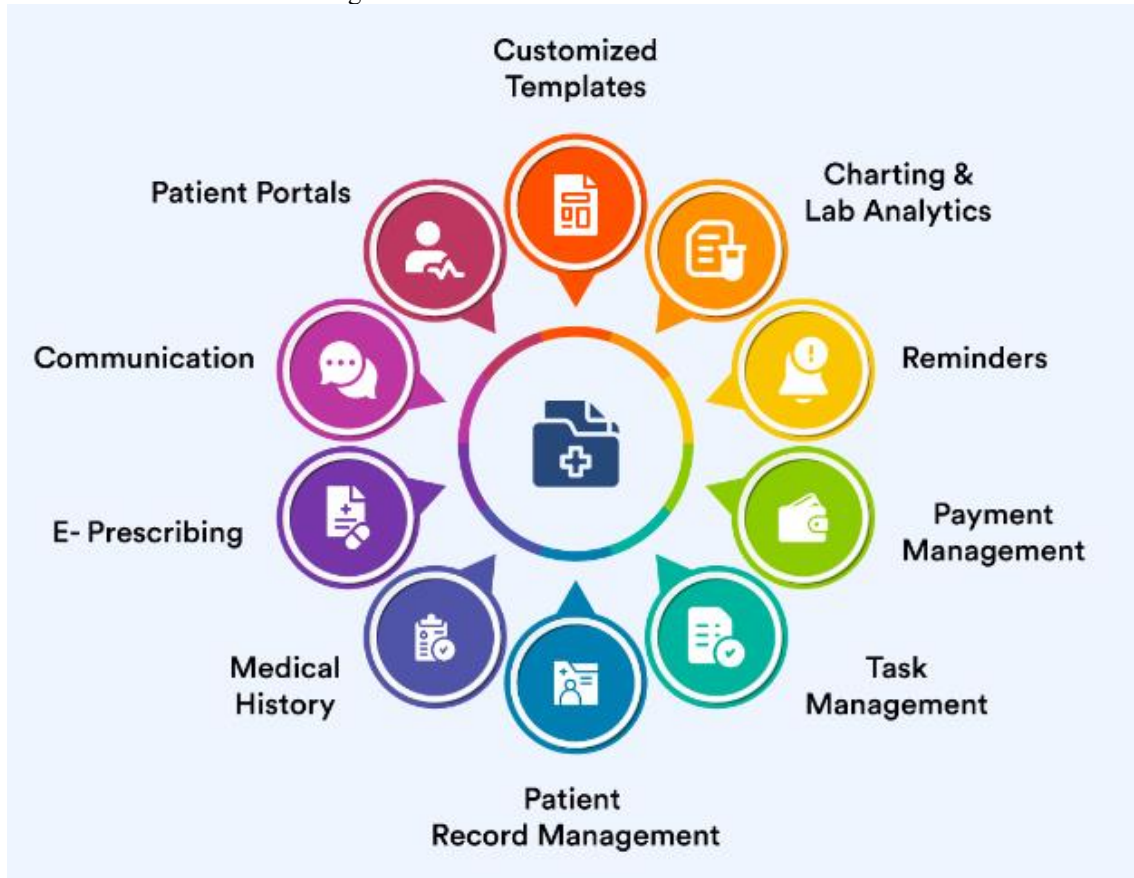 Customized
Templates
Charting &
Lab Analytics
Patient Portals
Reminders
Communication
Payment
Management
E- Prescribing
Task
Management
Medical
History
Patient
Record Management